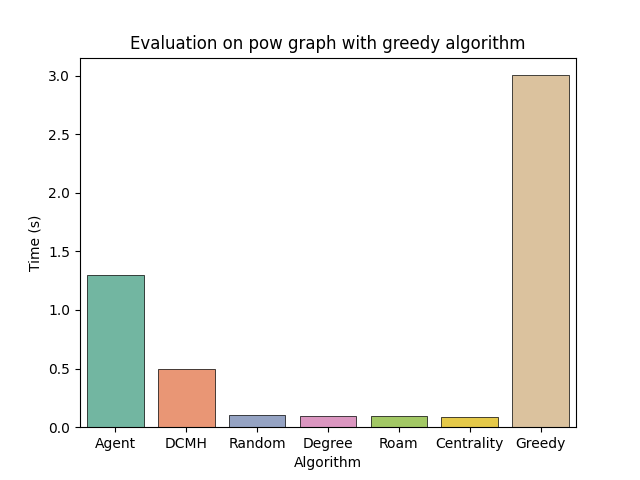 Evaluation on pow graph with greedy algorithm
3.0
2.5
2.0
1.5
1.0
0.5
0.0
Time (s)
Agent DCMH Random Degree Roam Centrality Greedy
Algorithm